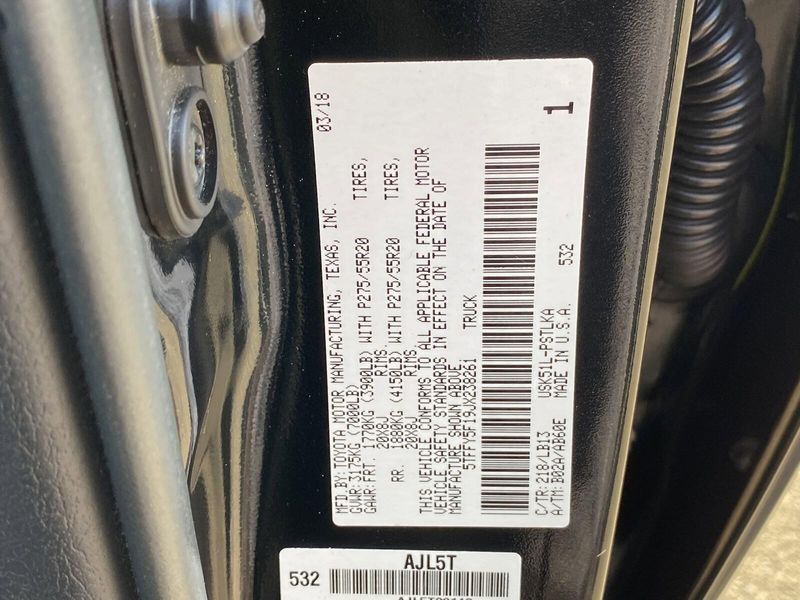 MFD.BY:TOYOTA MOTOR MANUFACTURING, TEXAS, INC. 03/18
GVWR:3175KG (7000LB)
GAWR:FRT. 1770KG (3900LB) WITH P275/55R20 TIRES,
20X8J RIMS
RR. 1880KG (4150LB) WITH P275/55R20 TIRES,
20X8J RIMS
THIS VEHICLE CONFORMS TO ALL APPLICABLE FEDERAL MOTOR
VEHICLE SAFETY STANDARDS IN EFFECT ON THE DATE OF
MANUFACTURE SHOWN ABOVE
5TFFY5F19JX238261 TRUCK
C/TR:218/LB13 USK51L-PSTLKA
A/TM:B02A/AB60E MADE IN U.S.A. 532
1
AJL5T
532